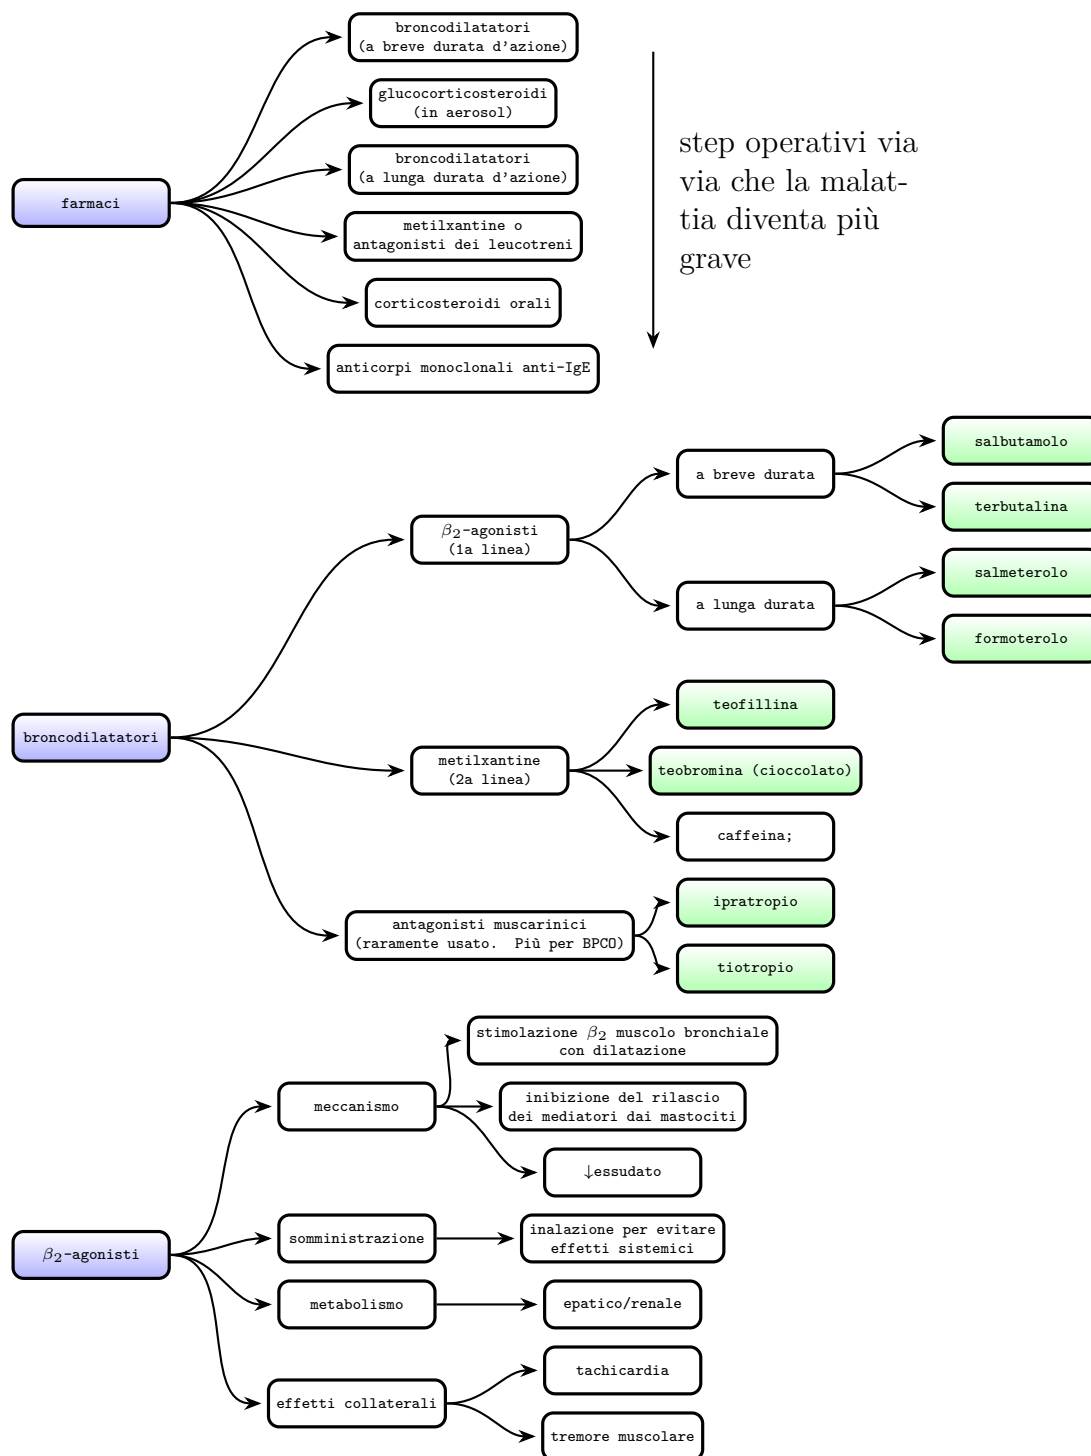 broncodilatatori
(a breve durata d'azione)
glucocorticosteroidi
(in aerosol)
broncodilatatori
(a lunga durata d'azione)
farmaci
metilxantine o
antagonisti dei leucotreni
corticosteroidi orali
anticorpi monoclonali anti-IgE
step operativi via
via che la malat-
tia diventa più
grave
salbutamolo
a breve durata
terbutalina
β₂-agonisti
(1a linea)
salmeterolo
a lunga durata
formoterolo
teofillina
broncodilatatori
metilxantine
(2a linea)
teobromina (cioccolato)
caffeina;
ipratropio
antagonisti muscarinici
(raramente usato. Più per BPCO)
tiotropio
stimolazione β₂ muscolo bronchiale
con dilatazione
meccanismo
inibizione del rilascio
dei mediatori dai mastociti
↓essudato
somministrazione
inalazione per evitare
effetti sistemici
β₂-agonisti
metabolismo
epatico/renale
tachicardia
effetti collaterali
tremore muscolare